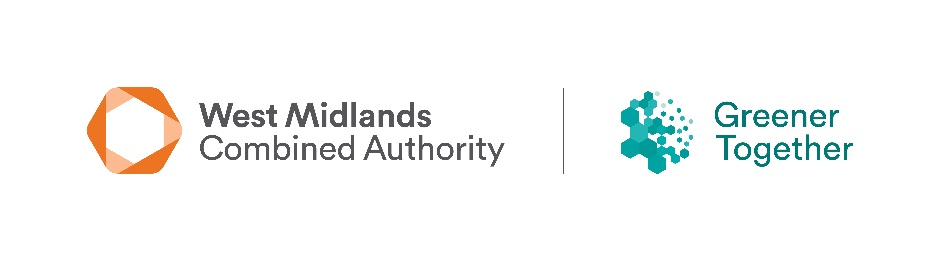 West Midlands
Combined Authority
Greener
Together